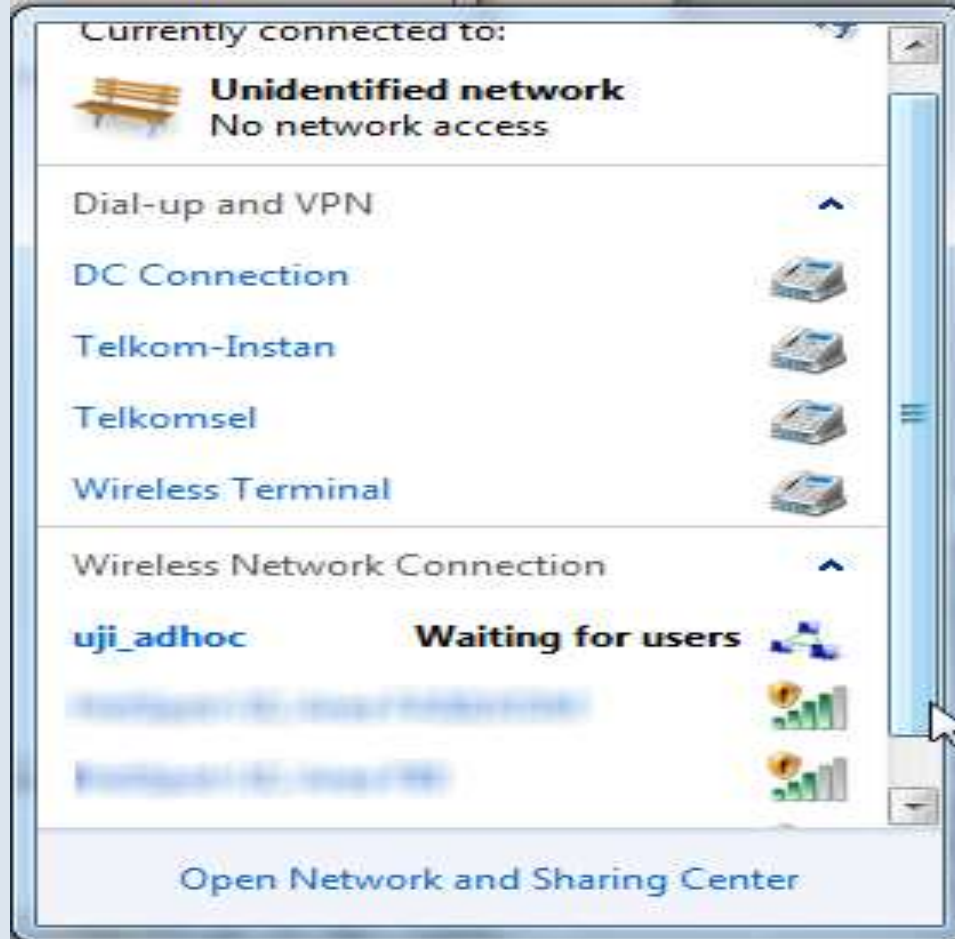 Currently connected to:
Unidentified network
No network access
Dial-up and VPN
DC Connection
Telkom-Instan
Telkomsel
Wireless Terminal
Wireless Network Connection
uji_adhoc Waiting for users
Open Network and Sharing Center